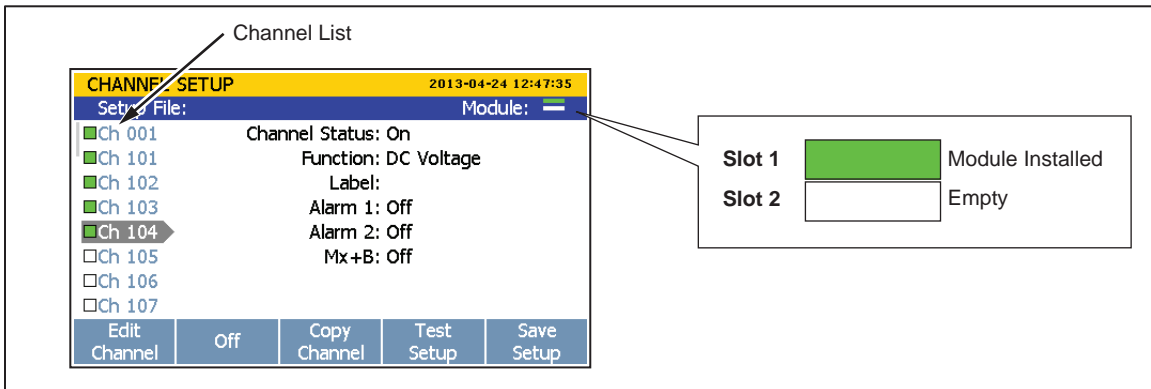 Channel List
CHANNEL SETUP 2013-04-24 12:47:35
Setup File: Module:
Ch 001 Channel Status: On
Ch 101 Function: DC Voltage
Ch 102 Label:
Ch 103 Alarm 1: Off
Ch 104 Alarm 2: Off
Ch 105 Mx+B: Off
Ch 106
Ch 107
Edit Channel Off Copy Channel Test Setup Save Setup
Slot 1 Module Installed
Slot 2 Empty